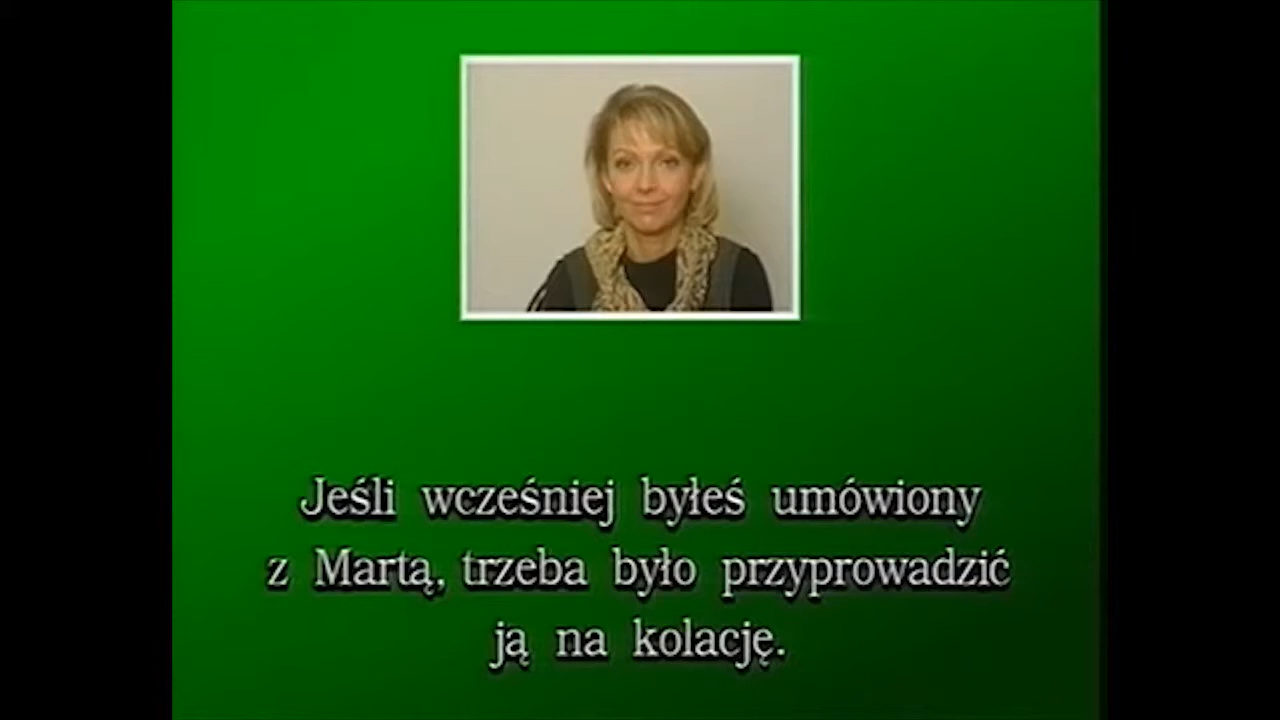 Jeśli wcześniej byłeś umówiony
z Martą, trzeba było przyprowadzić
ją na kolację.